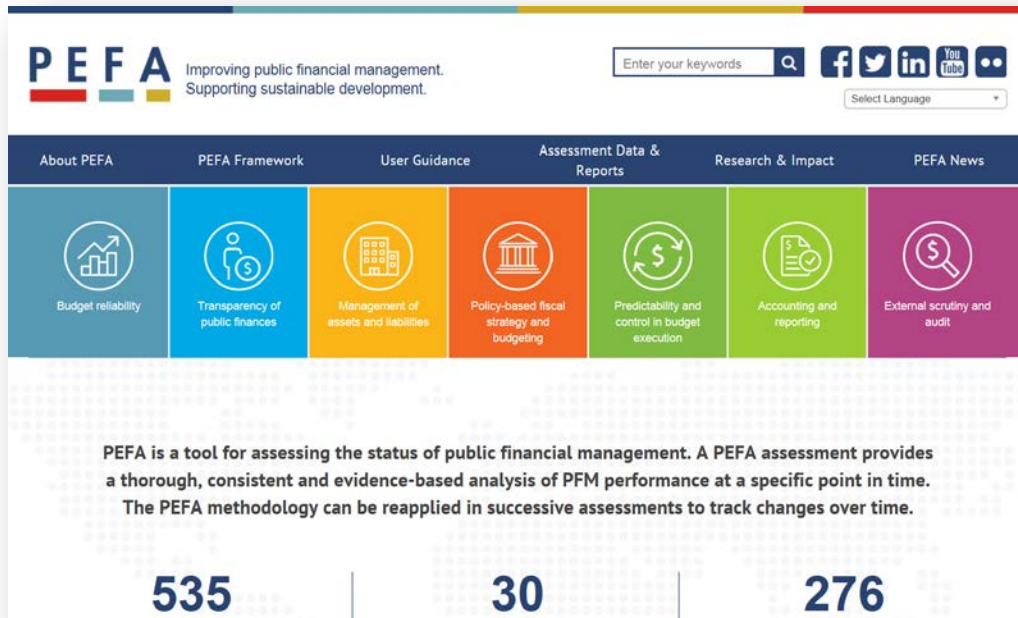 PEFA
Improving public financial management.
Supporting sustainable development.
Enter your keywords
f
in
You
Tube
Select Language
About PEFA
PEFA Framework
User Guidance
Assessment Data &
Reports
Research & Impact
PEFA News
Budget reliability
$
Transparency of
public finances
Management of
assets and liabilities
Policy-based fiscal
strategy and
budgeting
$
Predictability and
control in budget
execution
$
Accounting and
reporting
$
External scrutiny and
audit
PEFA is a tool for assessing the status of public financial management. A PEFA assessment provides
a thorough, consistent and evidence-based analysis of PFM performance at a specific point in time.
The PEFA methodology can be reapplied in successive assessments to track changes over time.
535
30
276